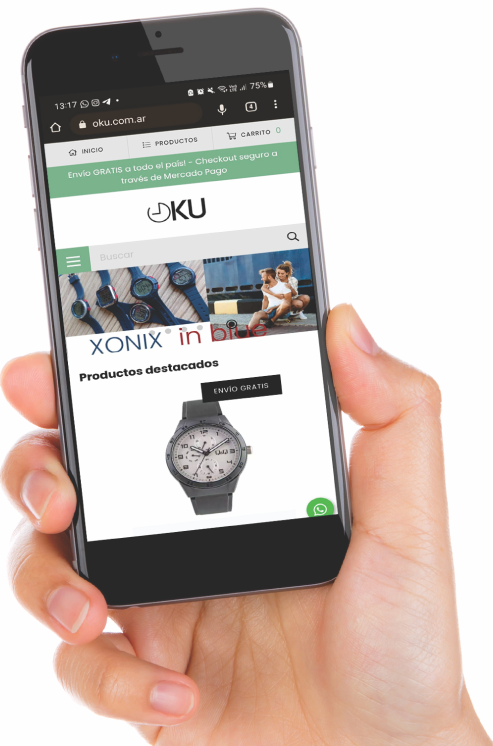 13:17
75%
oku.com.ar
4
INICIO
PRODUCTOS
CARRITO 0
Envío GRATIS a todo el país! - Checkout seguro a
través de Mercado Pago
OKU
Buscar
XONIX in blue
Productos destacados
ENVÍO GRATIS